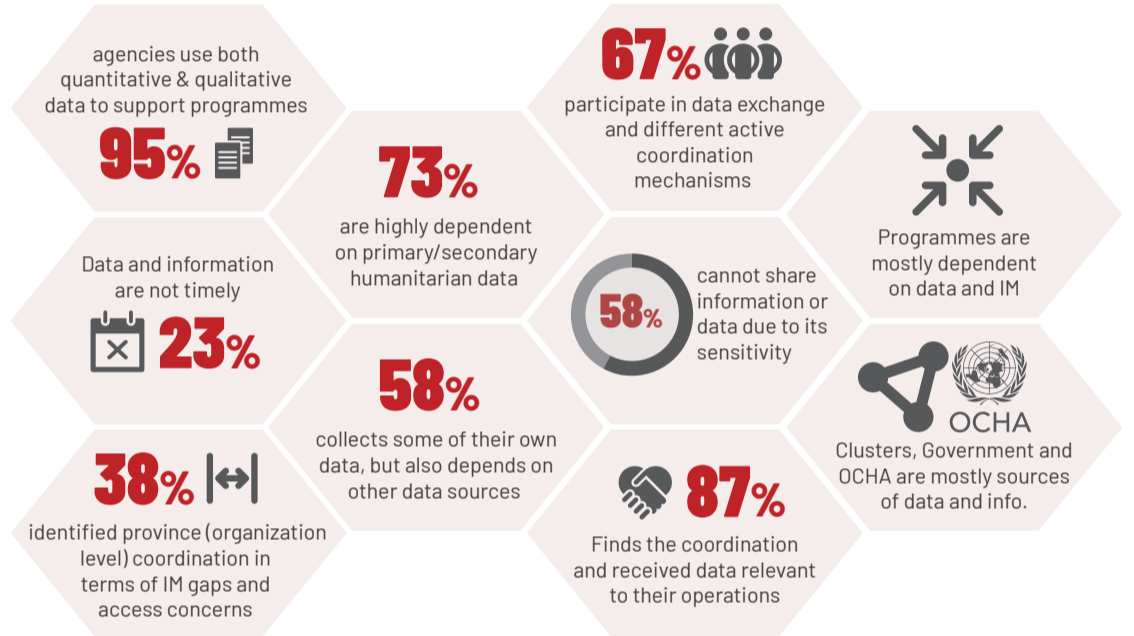 agencies use both
quantitative & qualitative
data to support programmes
95%
Data and information
are not timely
23%
38%
identified province (organization
level) coordination in
terms of IM gaps and
access concerns
73%
are highly dependent
on primary/secondary
humanitarian data
58%
collects some of their own
data, but also depends on
other data sources
67%
participate in data exchange
and different active
coordination
mechanisms
58%
cannot share
information or
data due to its
sensitivity
87%
Finds the coordination
and received data relevant
to their operations
Programmes are
mostly dependent
on data and IM
OCHA
Clusters, Government and
OCHA are mostly sources
of data and info.